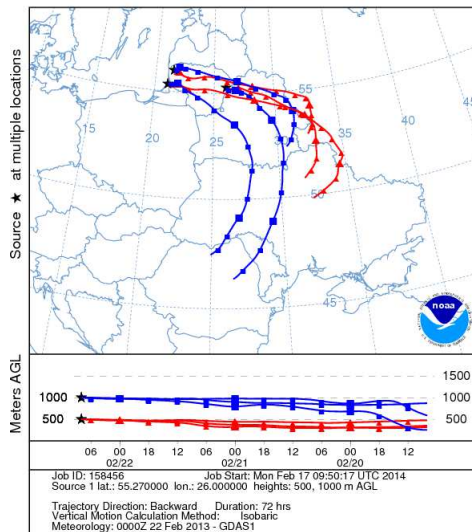 Source ★ at multiple locations
15
20
25
30
35
40
45
55
50
45
noaa
Meters AGL
1500
1000 1000
500 500
06 00 18 12 06 00 18 12 06 00 18 12
02/22 02/21 02/20
Job ID: 158456 Job Start: Mon Feb 17 09:50:17 UTC 2014
Source 1 lat.: 55.270000 lon.: 26.000000 heights: 500, 1000 m AGL
Trajectory Direction: Backward Duration: 72 hrs
Vertical Motion Calculation Method: Isobaric
Meteorology: 0000Z 22 Feb 2013 - GDAS1